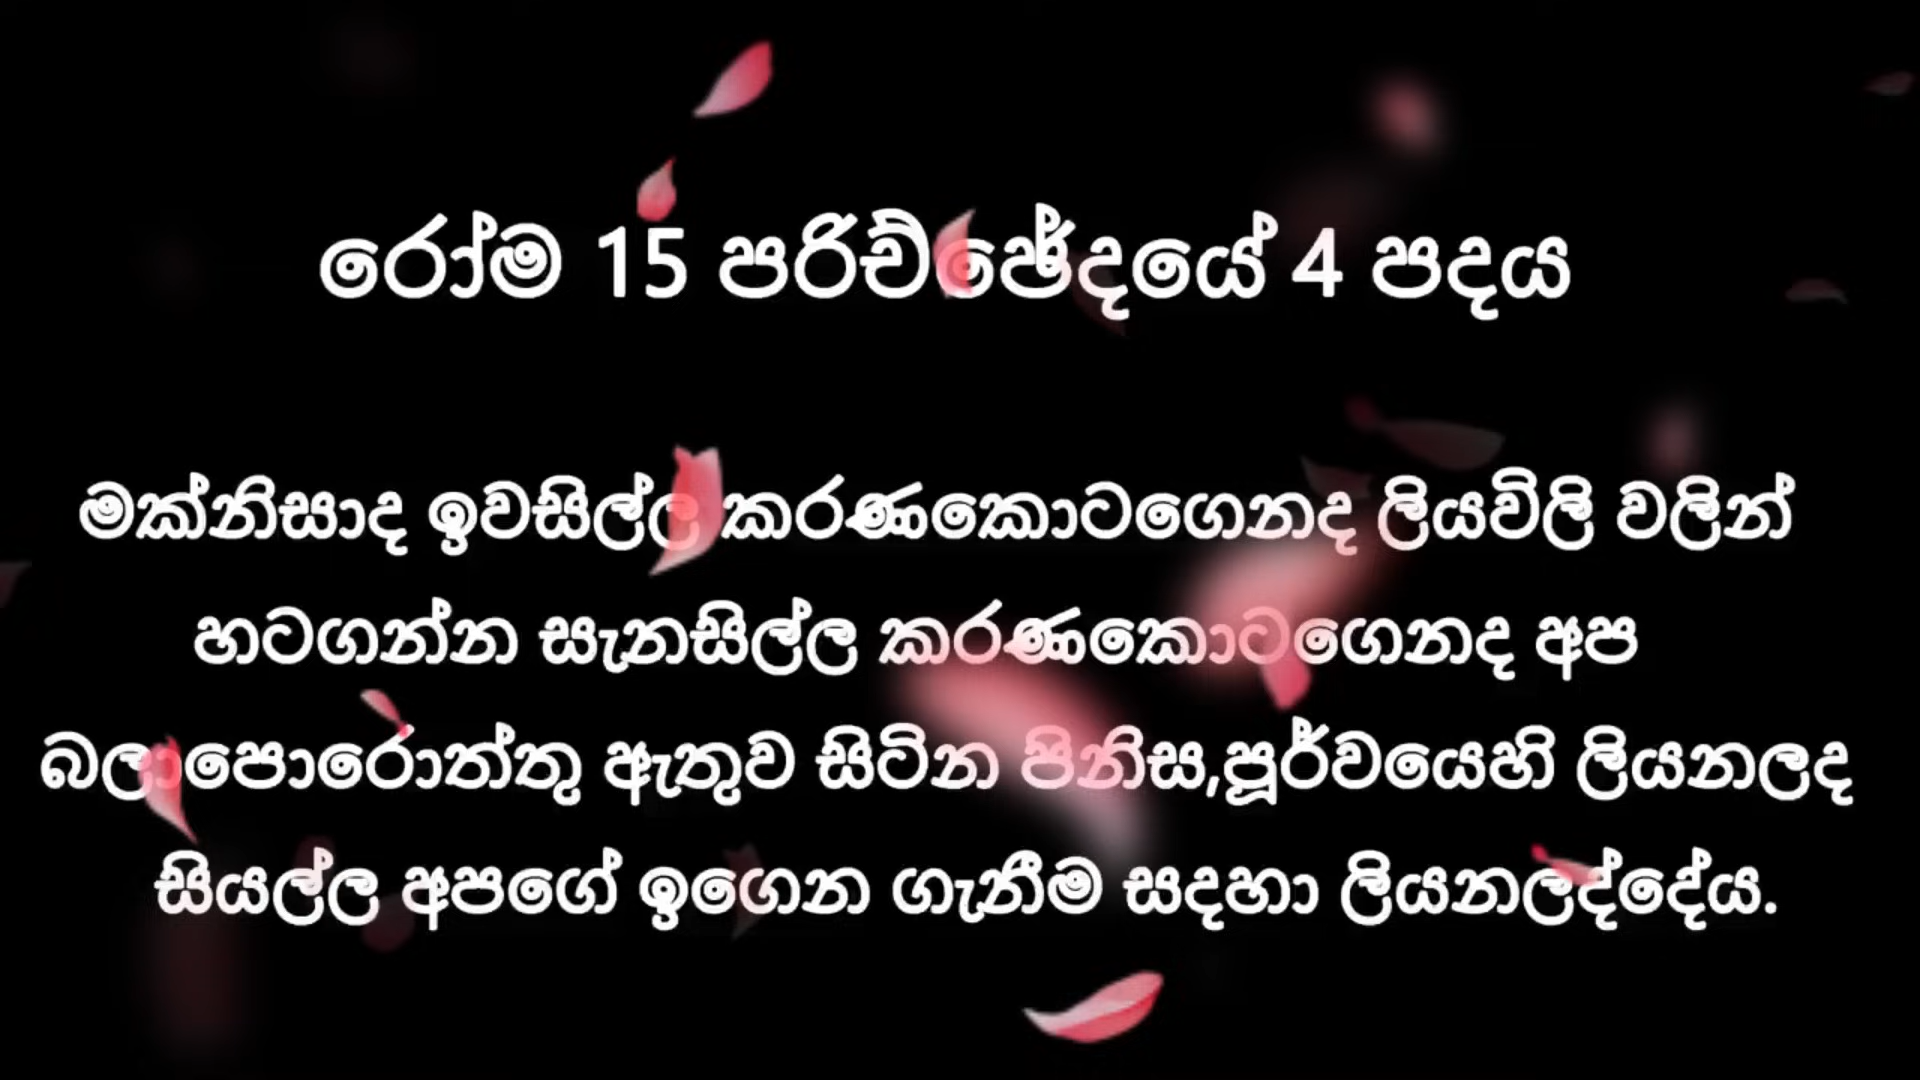 රෝම 15 පරිච්ඡේදයේ 4 පදය
මක්නිසාද ඉවසිල්ල කරණකොටගෙනද ලියවිලි වලින්
හටගන්න සැනසිල්ල කරණකොටගෙනද අප
බලාපොරොත්තු ඇතුව සිටින පිනිස,පූර්වයෙහි ලියනලද
සියල්ල අපගේ ඉගෙන ගැනීම සදහා ලියනලද්දේය.